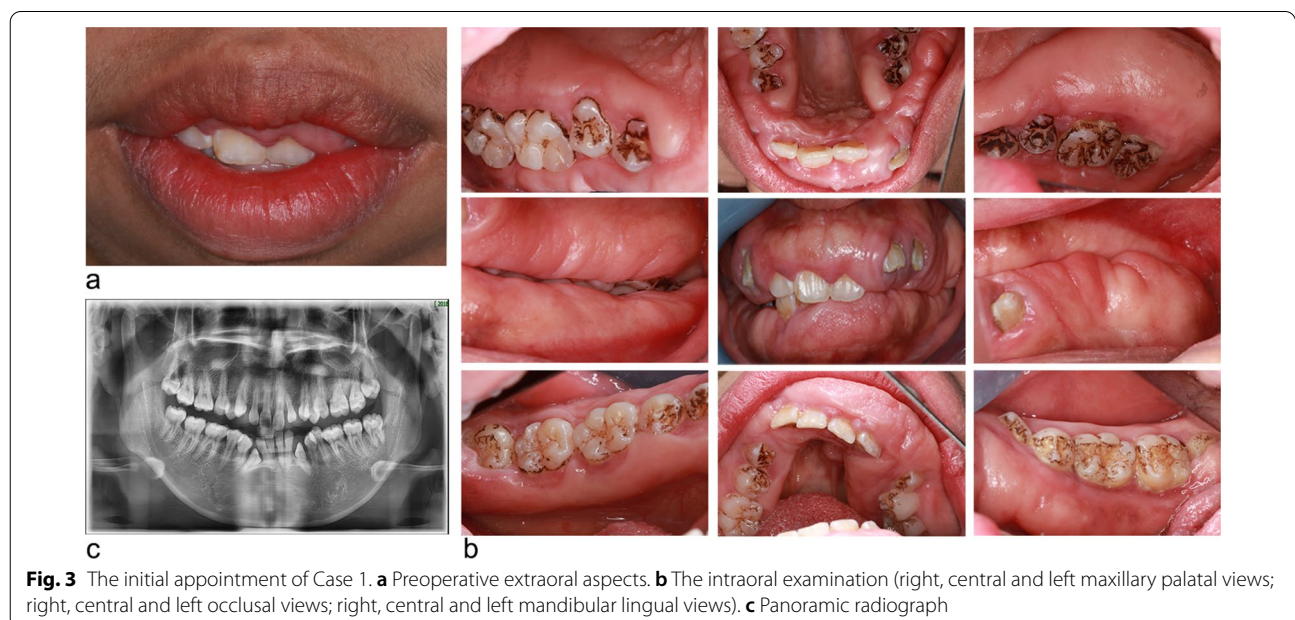 a
[ 2018
c
b
Fig. 3 The initial appointment of Case 1. a Preoperative extraoral aspects. b The intraoral examination (right, central and left maxillary palatal views;
right, central and left occlusal views; right, central and left mandibular lingual views). c Panoramic radiograph